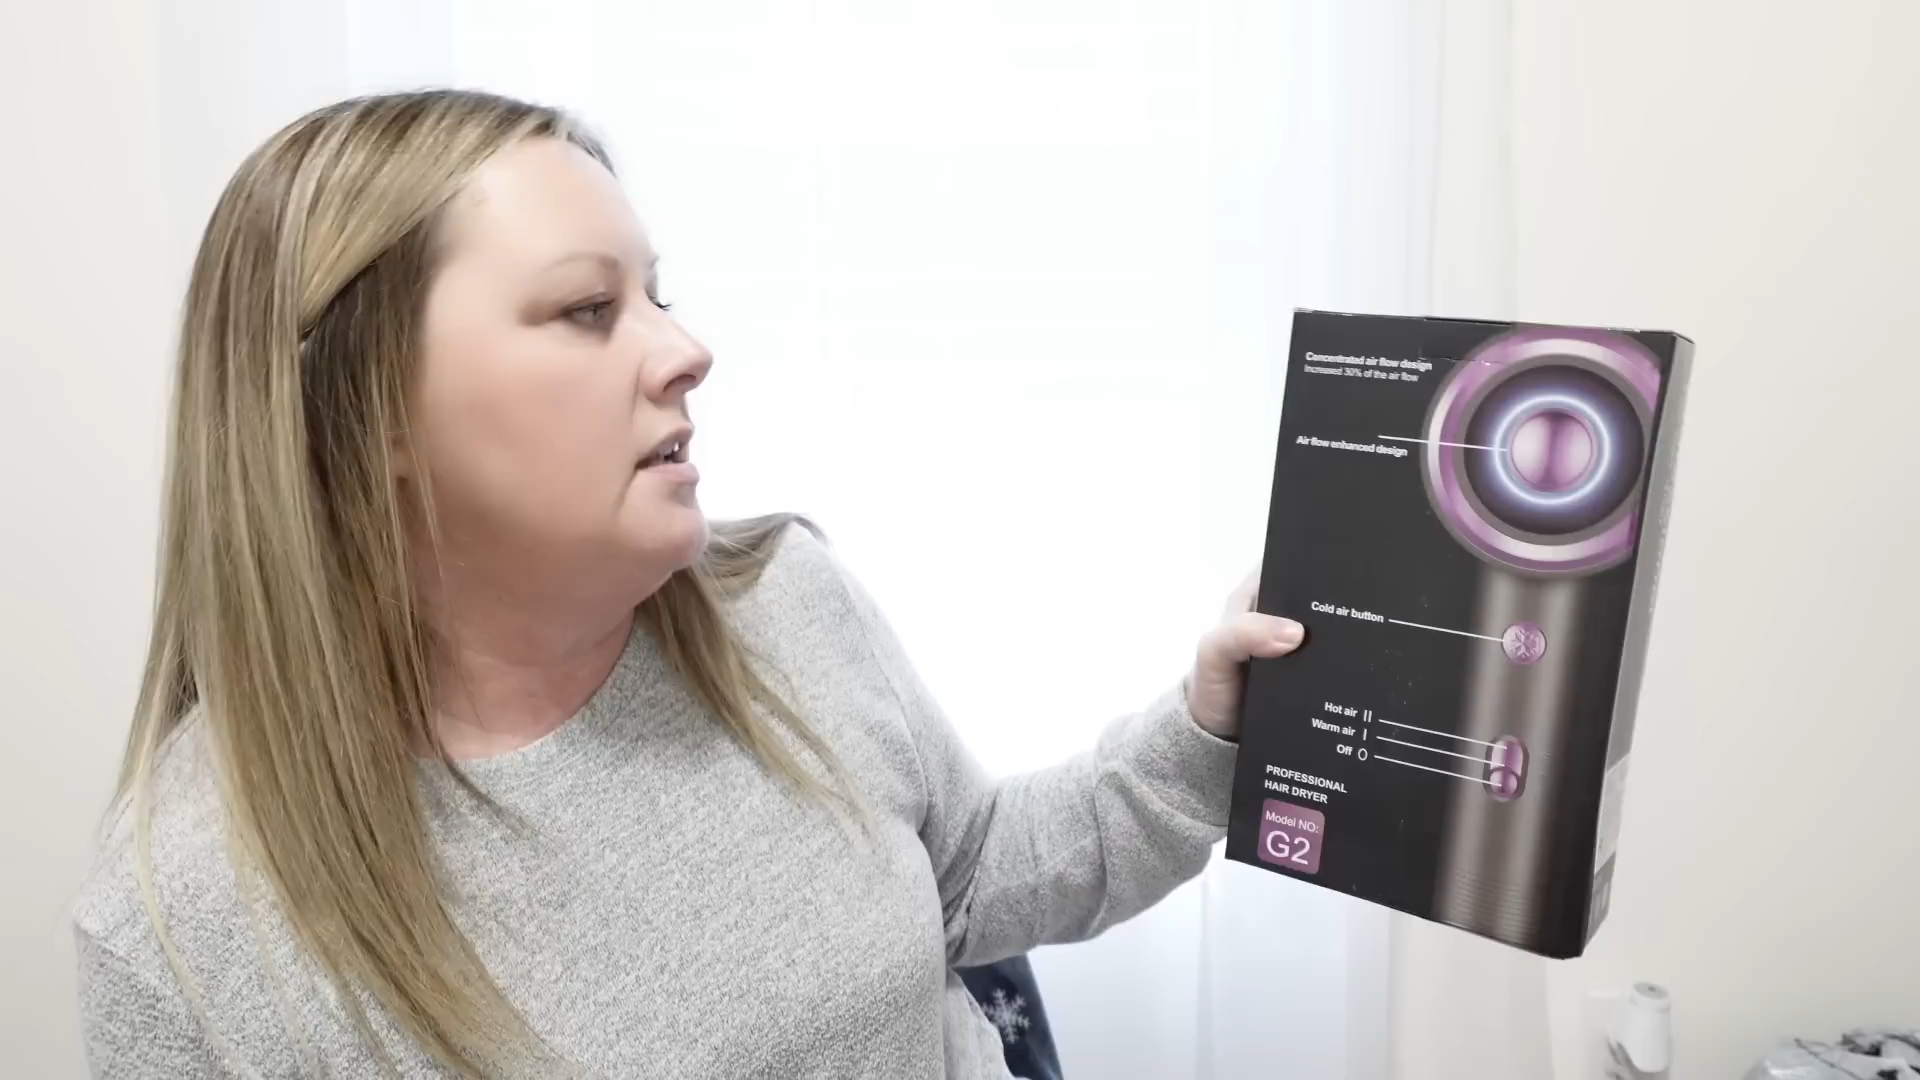 Concentrated air flow design
Increased 30% of the air flow
Air flow enhanced design
Cold air button
Hot air II
Warm air I
Off O
PROFESSIONAL
HAIR DRYER
Model NO:
G2